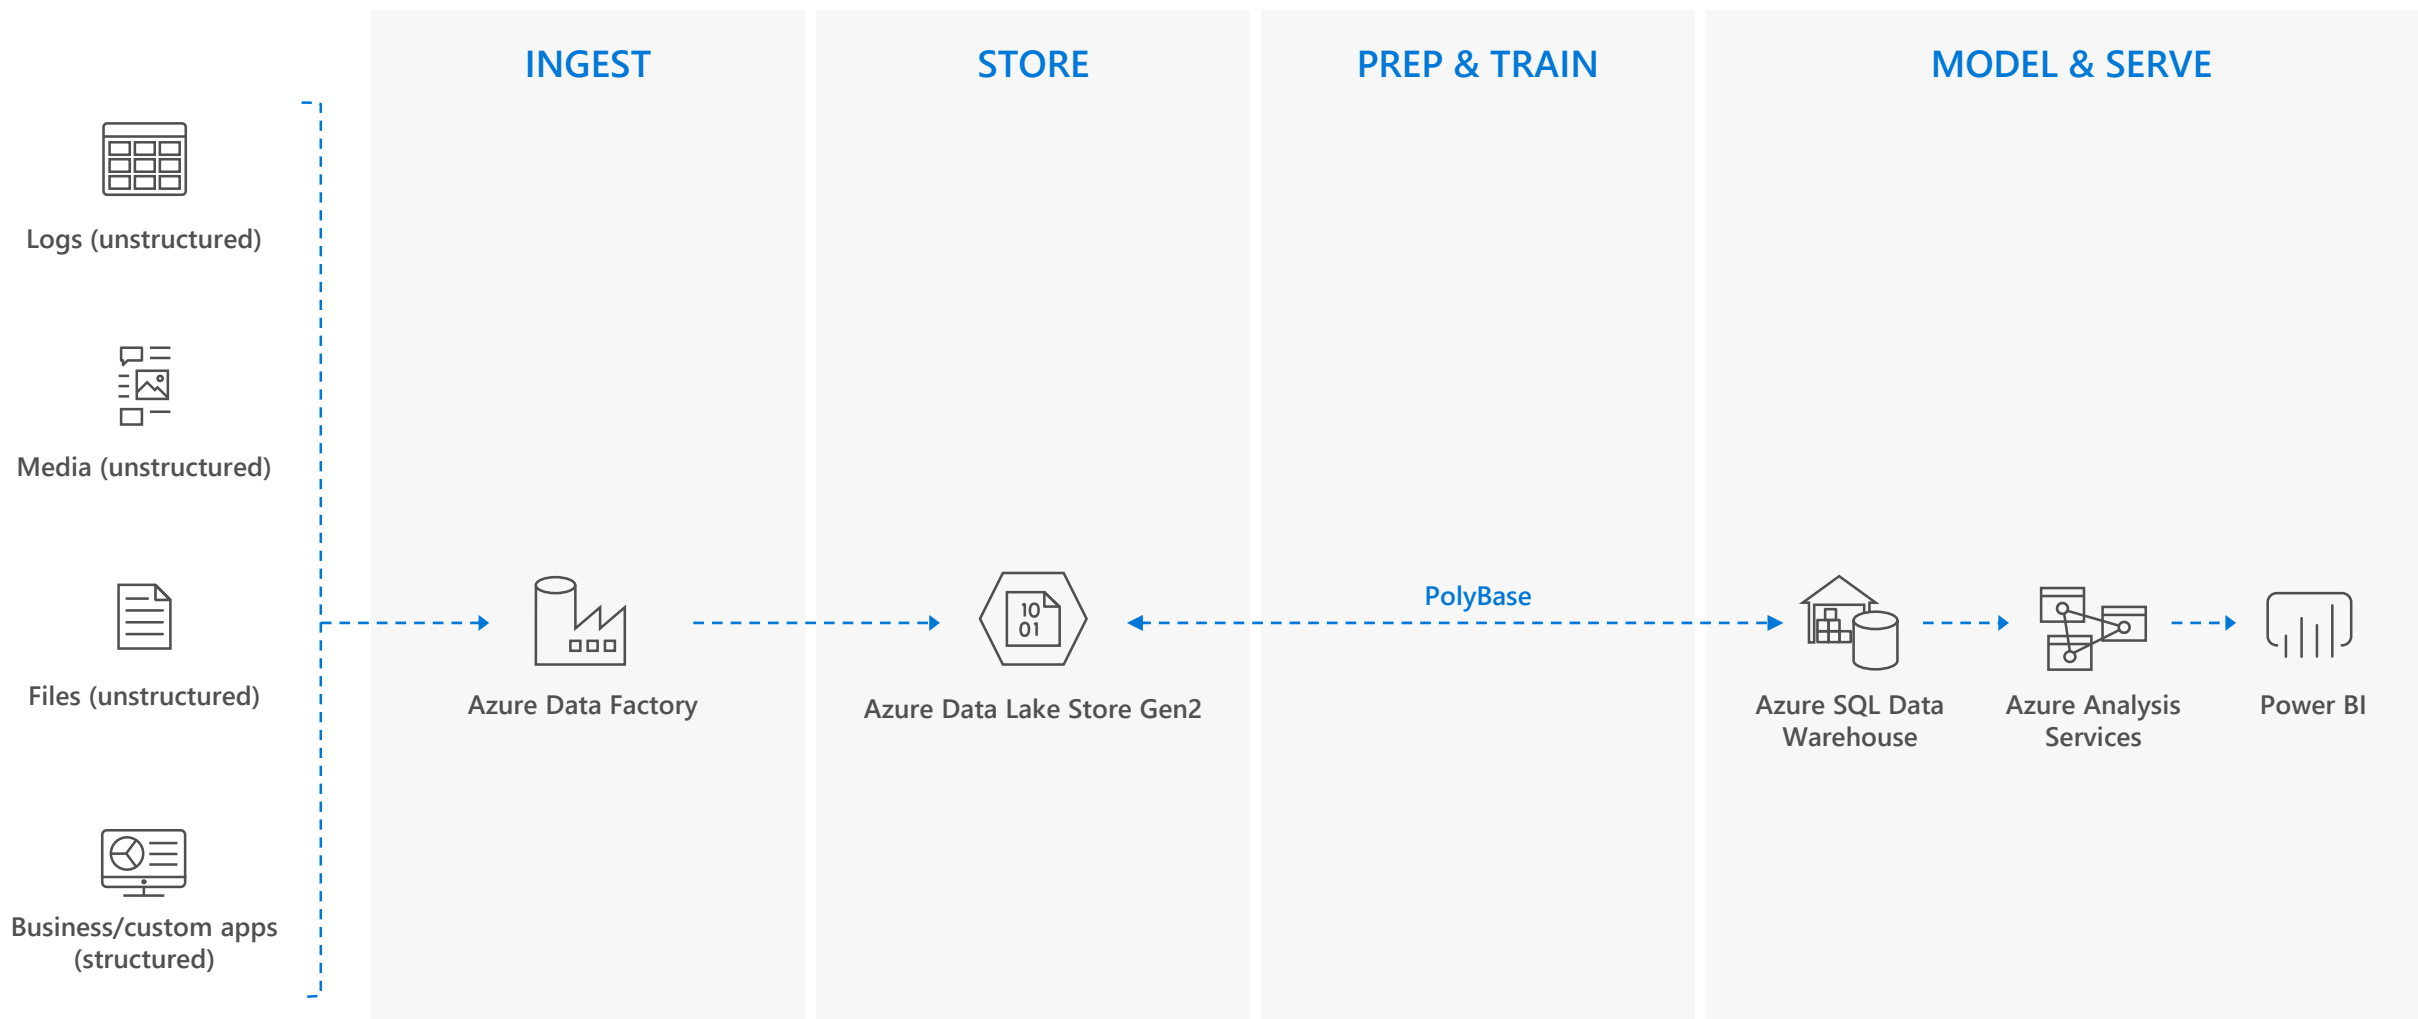 INGEST
STORE
PREP & TRAIN
MODEL & SERVE
Logs (unstructured)
Media (unstructured)
Files (unstructured)
Business/custom apps
(structured)
Azure Data Factory
10
01
Azure Data Lake Store Gen2
PolyBase
Azure SQL Data
Warehouse
Azure Analysis
Services
Power BI